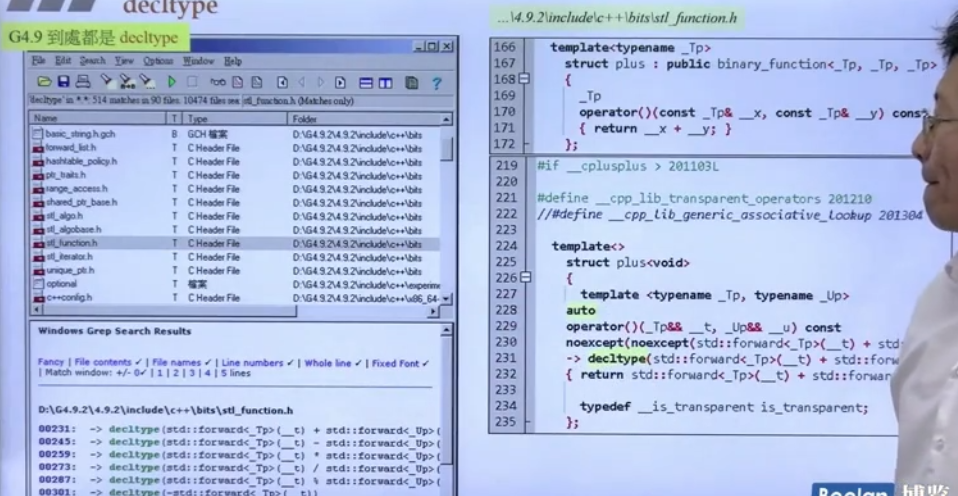 decltype
G4.9 到處都是 decltype
File Edit Search View Options Window Help
'decltype' in *.*: 514 matches in 90 files. 10474 files see stl_function.h (Matches only)
Name T Type Folder
basic_string.h.gch B GCH 檔案 D:\G4.9.2\4.9.2\include\c++\bits
forward_list.h T C Header File D:\G4.9.2\4.9.2\include\c++\bits
hashtable_policy.h T C Header File D:\G4.9.2\4.9.2\include\c++\bits
ptr_traits.h T C Header File D:\G4.9.2\4.9.2\include\c++\bits
range_access.h T C Header File D:\G4.9.2\4.9.2\include\c++\bits
shared_ptr_base.h T C Header File D:\G4.9.2\4.9.2\include\c++\bits
stl_algo.h T C Header File D:\G4.9.2\4.9.2\include\c++\bits
stl_algobase.h T C Header File D:\G4.9.2\4.9.2\include\c++\bits
stl_function.h T C Header File D:\G4.9.2\4.9.2\include\c++\bits
stl_iterator.h T C Header File D:\G4.9.2\4.9.2\include\c++\bits
unique_ptr.h T C Header File D:\G4.9.2\4.9.2\include\c++\bits
optional T 檔案 D:\G4.9.2\4.9.2\include\c++\experime
c++config.h T C Header File D:\G4.9.2\4.9.2\include\c++\x86_64-
Windows Grep Search Results
Fancy | File contents ✓ | File names ✓ | Line numbers ✓ | Whole line ✓ | Fixed Font ✓
| Match window: +/- 0✓ | 1 | 2 | 3 | 4 | 5 lines
D:\G4.9.2\4.9.2\include\c++\bits\stl_function.h
00231: -> decltype(std::forward<_Tp>(__t) + std::forward<_Up>(
00245: -> decltype(std::forward<_Tp>(__t) - std::forward<_Up>(
00259: -> decltype(std::forward<_Tp>(__t) * std::forward<_Up>(
00273: -> decltype(std::forward<_Tp>(__t) / std::forward<_Up>(
00287: -> decltype(std::forward<_Tp>(__t) % std::forward<_Up>(
00301: -> decltype(-std::forward<_Tp>(__t))
...\4.9.2\include\c++\bits\stl_function.h
166 template<typename _Tp>
167 struct plus : public binary_function<_Tp, _Tp, _Tp>
168 {
169 _Tp
170 operator()(const _Tp& __x, const _Tp& __y) cons
171 { return __x + __y; }
172 };
219 #if __cplusplus > 201103L
220
221 #define __cpp_lib_transparent_operators 201210
222 //#define __cpp_lib_generic_associative_lookup 201304
223
224 template<>
225 struct plus<void>
226 {
227 template <typename _Tp, typename _Up>
228 auto
229 operator()(_Tp&& __t, _Up&& __u) const
230 noexcept(noexcept(std::forward<_Tp>(__t) + std
231 -> decltype(std::forward<_Tp>(__t) + std::forw
232 { return std::forward<_Tp>(__t) + std::forwar
233
234 typedef __is_transparent is_transparent;
235 };
Boolan 博览